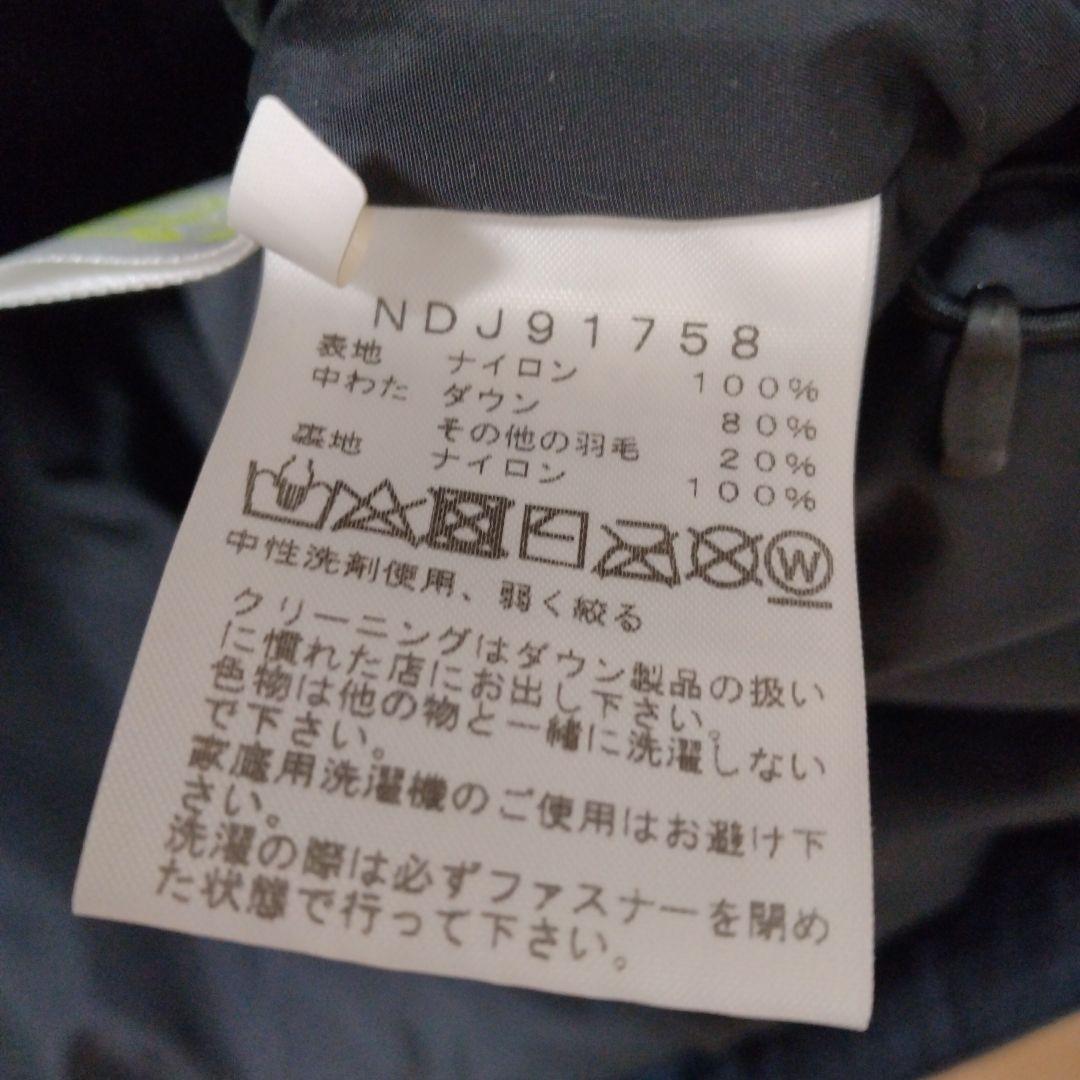 NDJ91758
表地 ナイロン 100%
中わた ダウン 80%
その他の羽毛 20%
裏地 ナイロン 100%
W
中性洗剤使用、弱く絞る
クリーニングはダウン製品の扱い
に慣れた店にお出し下さい。
色物は他の物と一緒に洗濯しない
で下さい。
家庭用洗濯機のご使用はお避け下
さい。
洗濯の際は必ずファスナーを閉め
た状態で行って下さい。